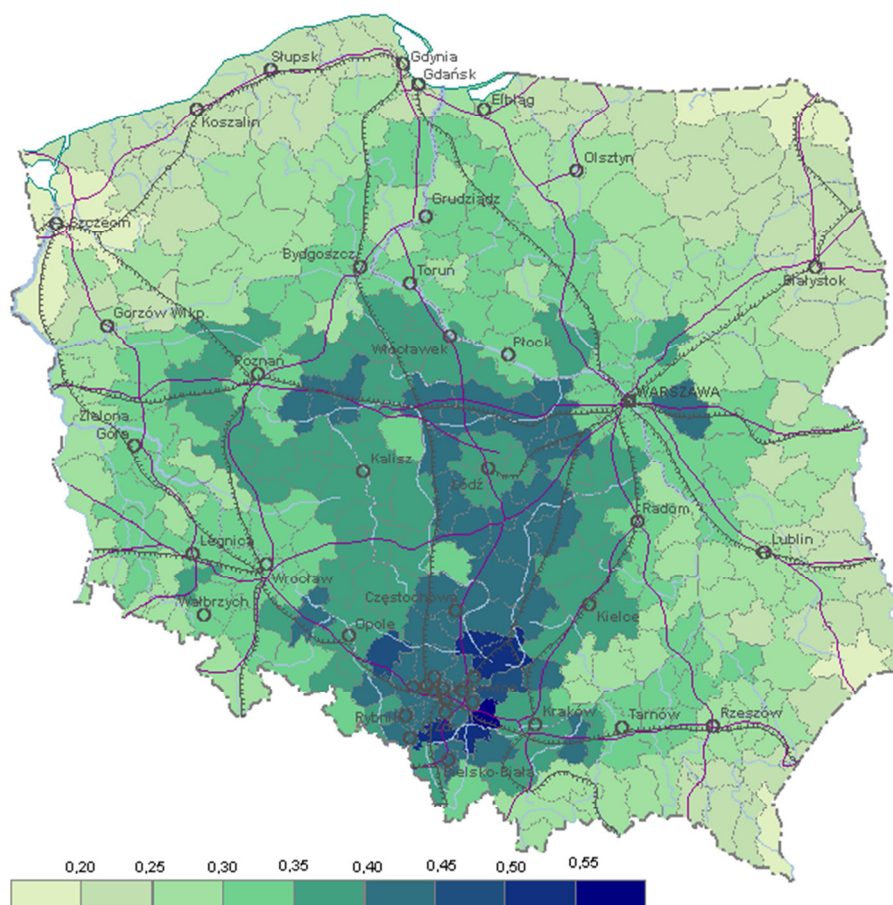 Słupsk
Gdynia
Gdańsk
Elbląg
Koszalin
Olsztyn
Grudziądz
Szczecin
Bydgoszcz
Toruń
Białystok
Gorzów Wlkp.
Włocławek
Płock
Poznań
WARSZAWA
Zielona
Góra
Kalisz
Łódź
Radom
Legnica
Lublin
Wrocław
Wałbrzych
Częstochowa
Kielce
Opole
Rybnik
Kraków
Tarnów
Rzeszów
Bielsko-Biała
0,20 0,25 0,30 0,35 0,40 0,45 0,50 0,55